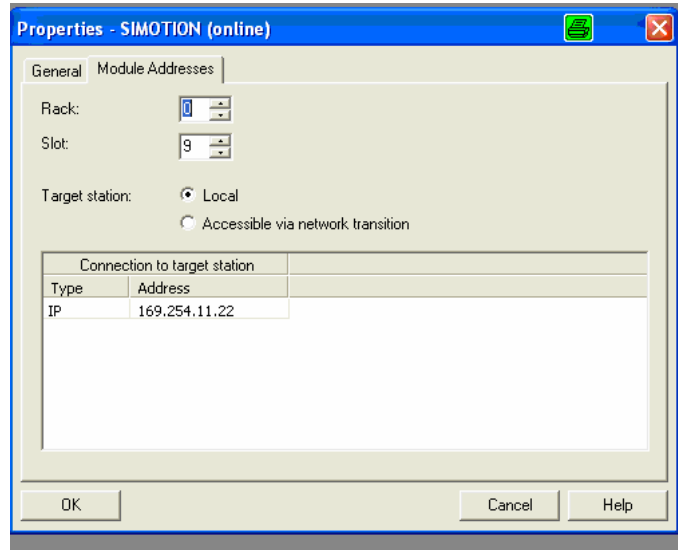 Properties - SIMOTION (online)
General Module Addresses
Rack: 0
Slot: 9
Target station: Local
Accessible via network transition
Connection to target station
Type Address
IP 169.254.11.22
OK Cancel Help